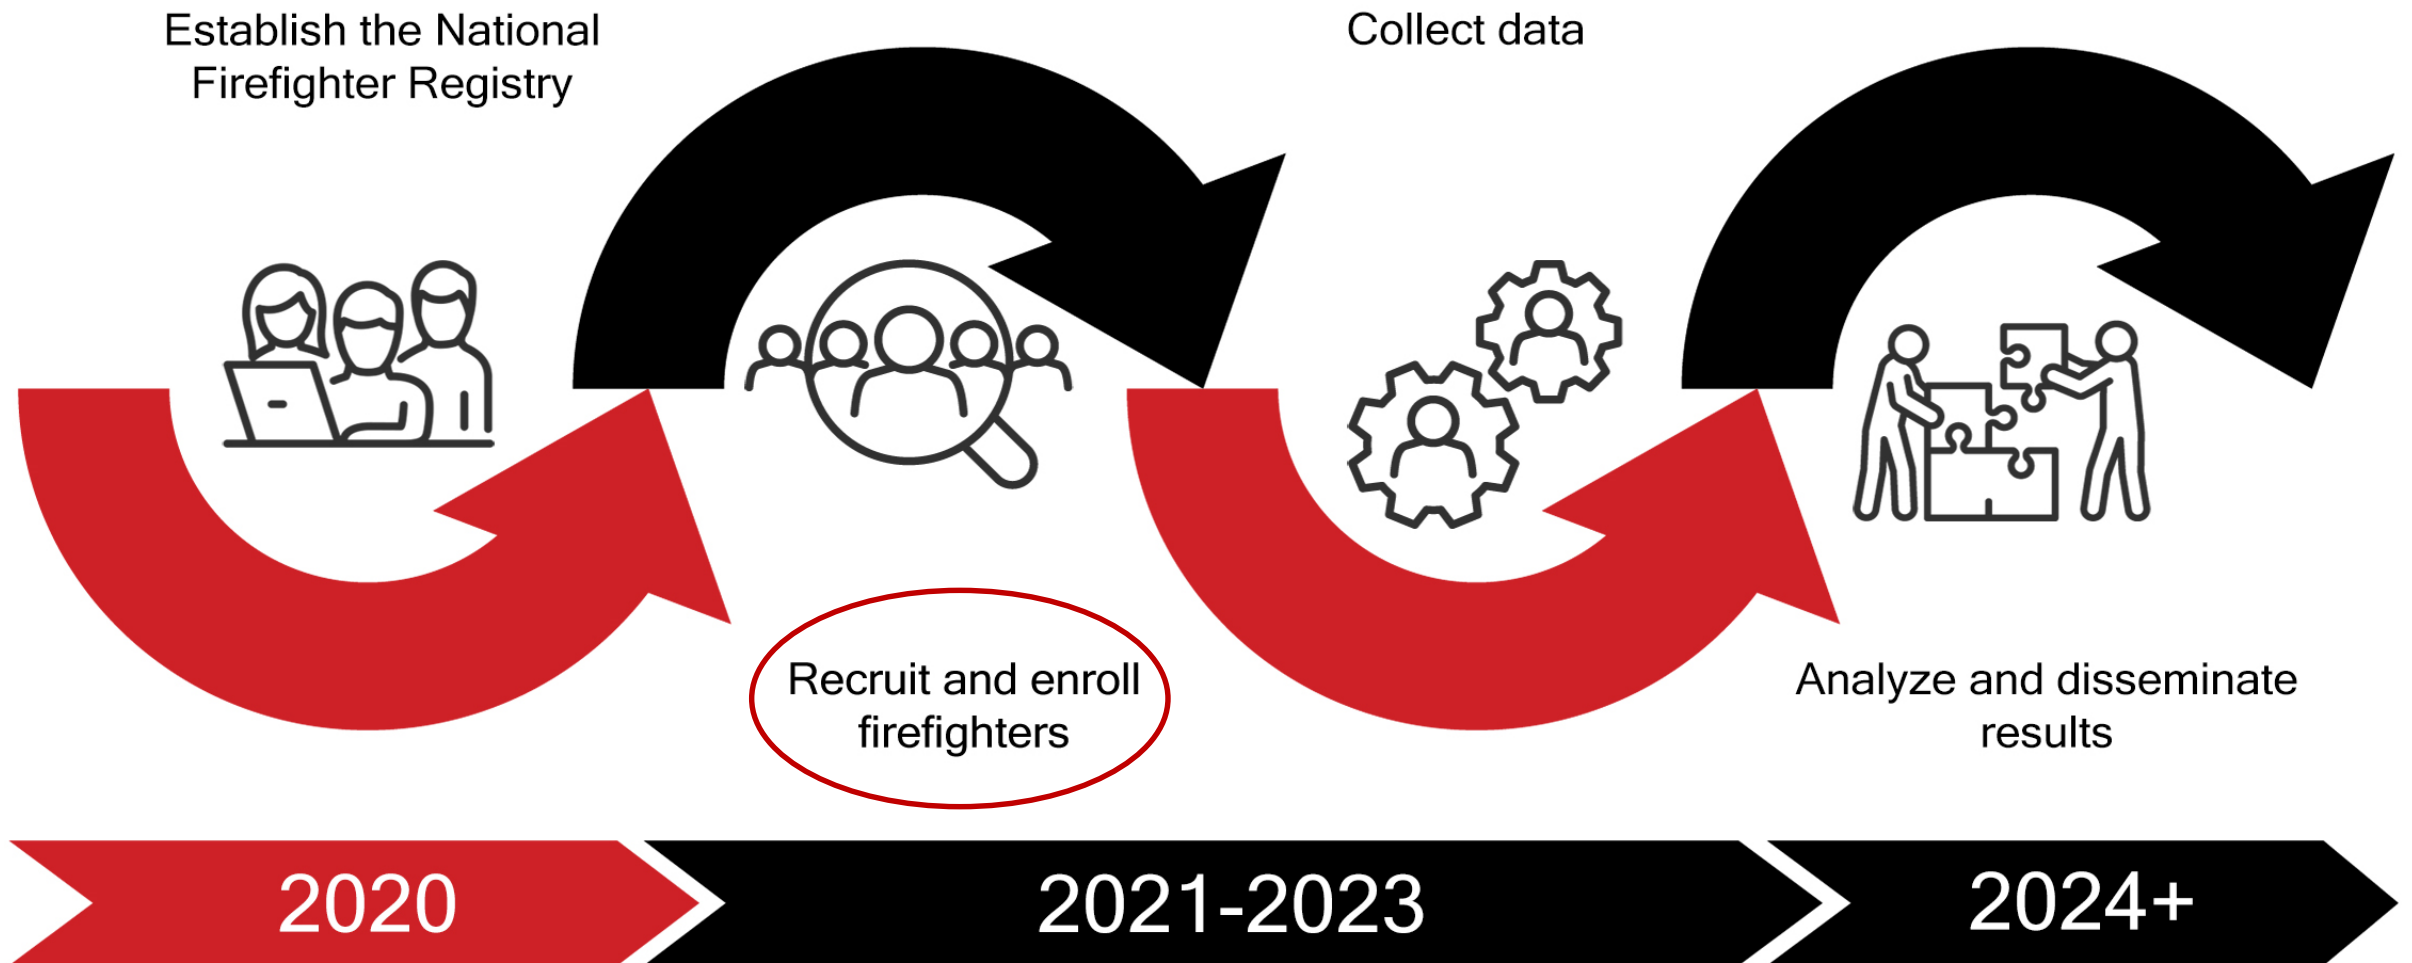 Establish the National
Firefighter Registry
Collect data
Recruit and enroll
firefighters
Analyze and disseminate
results
2020
2021-2023
2024+